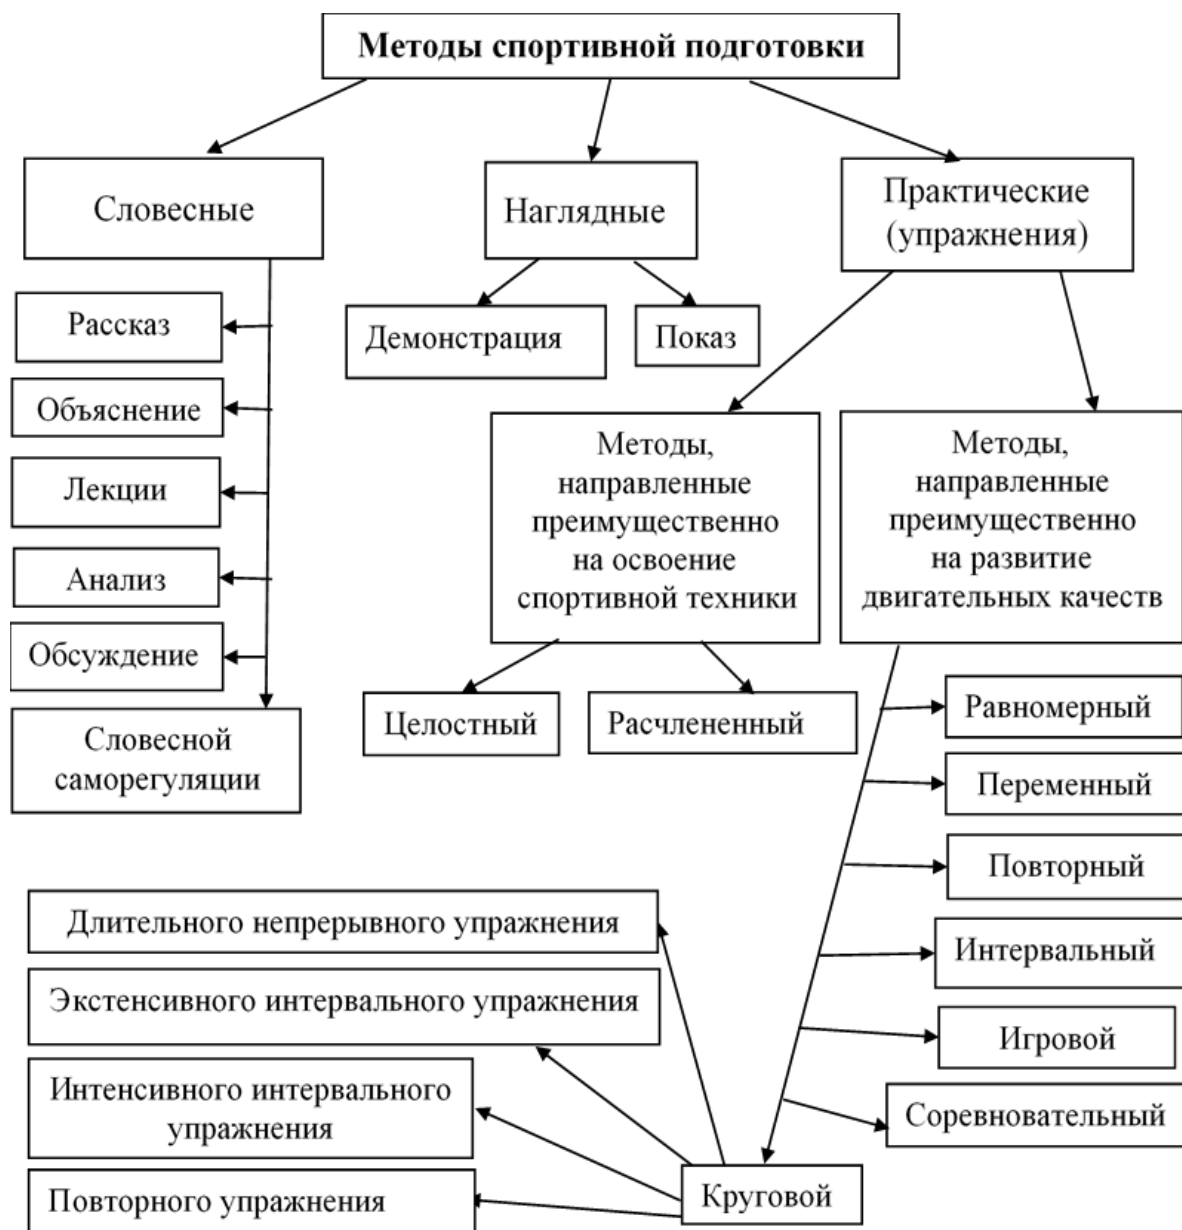 Методы спортивной подготовки
Словесные
Наглядные
Практические
(упражнения)
Рассказ
Объяснение
Лекции
Анализ
Обсуждение
Словесной
саморегуляции
Демонстрация
Показ
Методы,
направленные
преимущественно
на освоение
спортивной техники
Методы,
направленные
преимущественно
на развитие
двигательных качеств
Целостный
Расчлененный
Равномерный
Переменный
Повторный
Интервальный
Игровой
Соревновательный
Круговой
Длительного непрерывного упражнения
Экстенсивного интервального упражнения
Интенсивного интервального
упражнения
Повторного упражнения